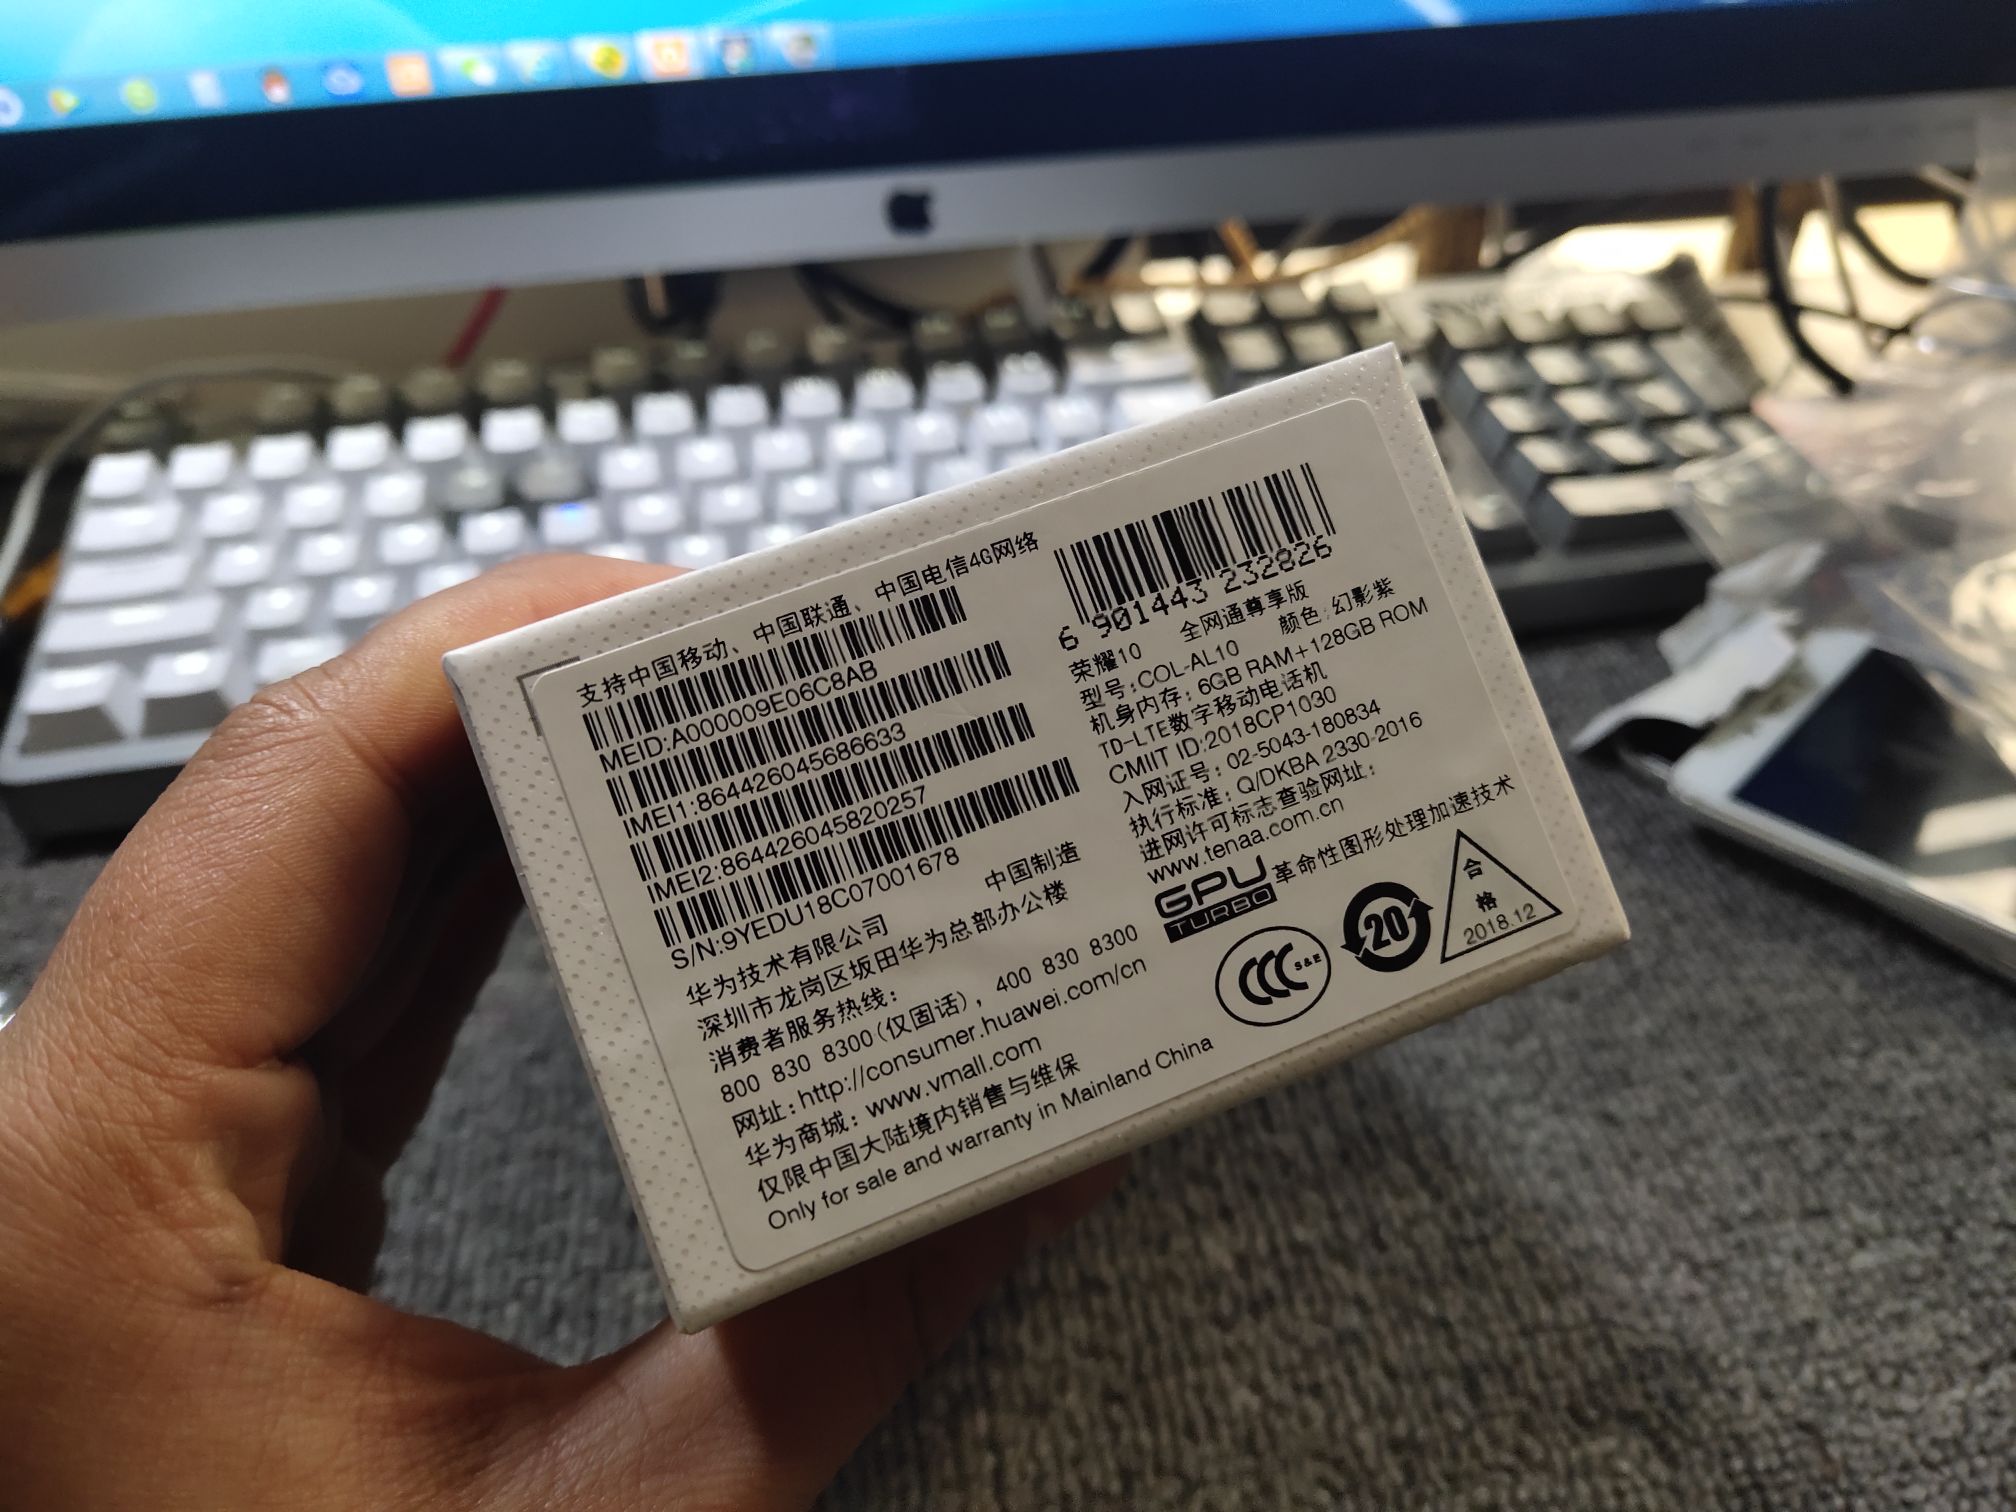 支持中国移动、中国联通、中国电信4G网络
MEID:A000009E06C8AB
IMEI1:864426045686633
IMEI2:864426045820257
S/N:9YEDU18C07001678
中国制造
华为技术有限公司
深圳市龙岗区坂田华为总部办公楼
消费者服务热线：
800 830 8300(仅固话)，400 830 8300
网址：http://consumer.huawei.com/cn
华为商城：www.vmall.com
仅限中国大陆境内销售与维保
Only for sale and warranty in Mainland China
6 901443 232826
荣耀10 全网通尊享版
型号：COL-AL10 颜色：幻影紫
机身内存：6GB RAM+128GB ROM
TD-LTE数字移动电话机
CMIIT ID:2018CP1030
入网证号：02-5043-180834
执行标准：Q/DKBA 2330-2016
进网许可标志查验网址：
www.tenaa.com.cn
GPU TURBO 革命性图形处理加速技术
CCC S&E
20
合格
2018.12